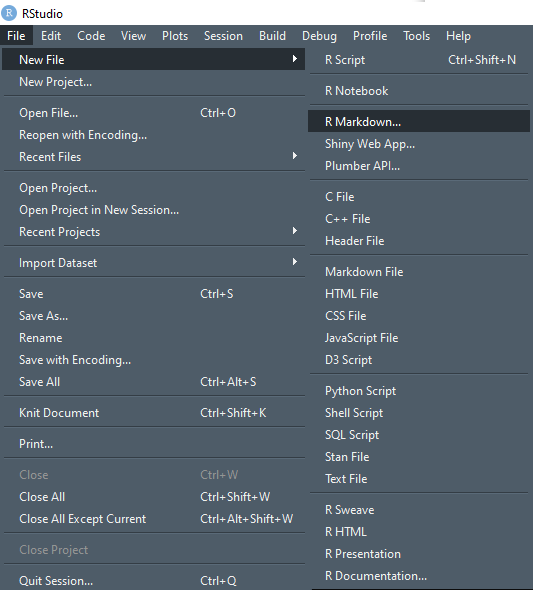 R RStudio
File Edit Code View Plots Session Build Debug Profile Tools Help
New File
New Project...
Open File... Ctrl+O
Reopen with Encoding...
Recent Files
Open Project...
Open Project in New Session...
Recent Projects
Import Dataset
Save Ctrl+S
Save As...
Rename
Save with Encoding...
Save All Ctrl+Alt+S
Knit Document Ctrl+Shift+K
Print...
Close Ctrl+W
Close All Ctrl+Shift+W
Close All Except Current Ctrl+Alt+Shift+W
Close Project
Quit Session... Ctrl+Q
R Script Ctrl+Shift+N
R Notebook
R Markdown...
Shiny Web App...
Plumber API...
C File
C++ File
Header File
Markdown File
HTML File
CSS File
JavaScript File
D3 Script
Python Script
Shell Script
SQL Script
Stan File
Text File
R Sweave
R HTML
R Presentation
R Documentation...